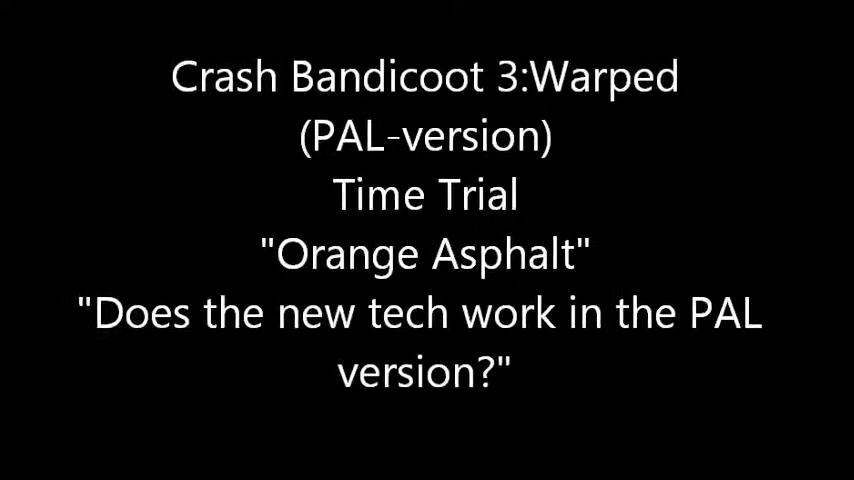 Crash Bandicoot 3:Warped
(PAL-version)
Time Trial
"Orange Asphalt"
"Does the new tech work in the PAL
version?"